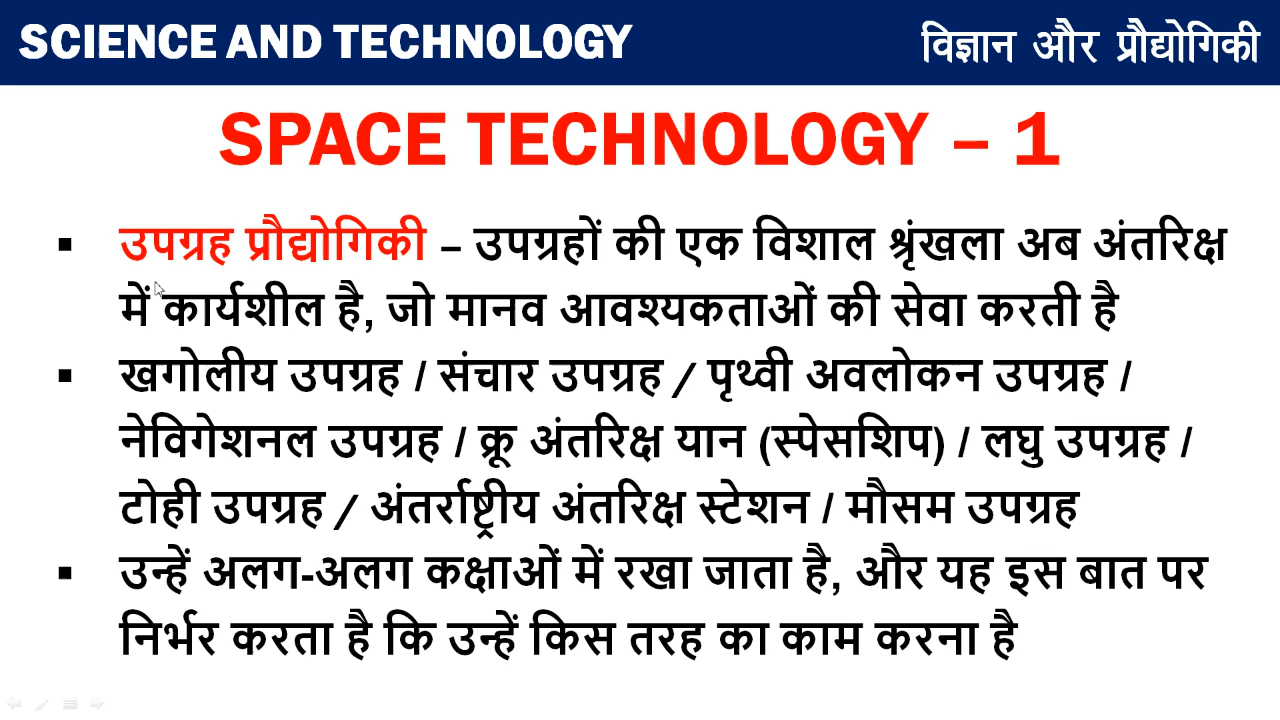 SCIENCE AND TECHNOLOGY
विज्ञान और प्रौद्योगिकी
SPACE TECHNOLOGY – 1
▪ उपग्रह प्रौद्योगिकी – उपग्रहों की एक विशाल श्रृंखला अब अंतरिक्ष
में कार्यशील है, जो मानव आवश्यकताओं की सेवा करती है
▪ खगोलीय उपग्रह / संचार उपग्रह / पृथ्वी अवलोकन उपग्रह /
नेविगेशनल उपग्रह / क्रू अंतरिक्ष यान (स्पेसशिप) / लघु उपग्रह /
टोही उपग्रह / अंतर्राष्ट्रीय अंतरिक्ष स्टेशन / मौसम उपग्रह
▪ उन्हें अलग-अलग कक्षाओं में रखा जाता है, और यह इस बात पर
निर्भर करता है कि उन्हें किस तरह का काम करना है